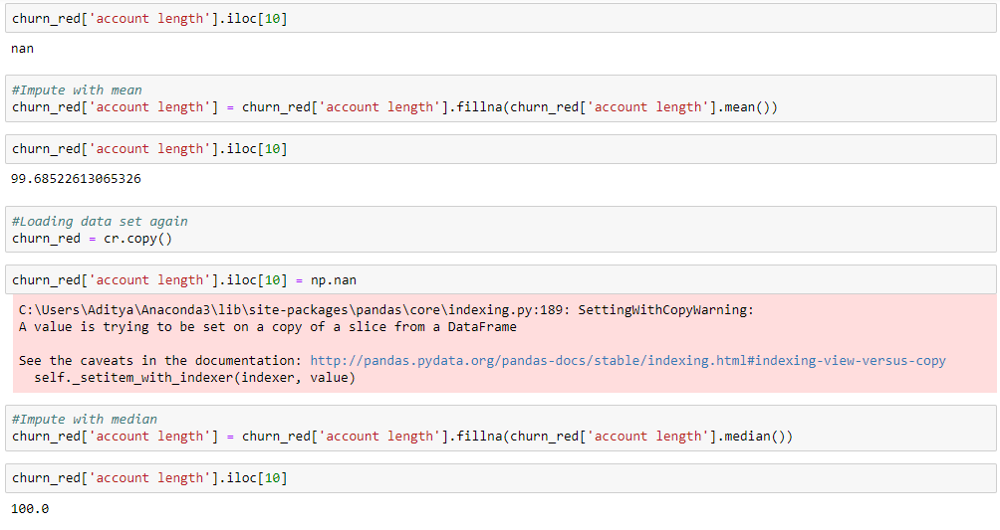 churn_red['account length'].iloc[10]
nan
#Impute with mean
churn_red['account length'] = churn_red['account length'].fillna(churn_red['account length'].mean())
churn_red['account length'].iloc[10]
99.68522613065326
#Loading data set again
churn_red = cr.copy()
churn_red['account length'].iloc[10] = np.nan
C:\Users\Aditya\Anaconda3\lib\site-packages\pandas\core\indexing.py:189: SettingWithCopyWarning:
A value is trying to be set on a copy of a slice from a DataFrame
See the caveats in the documentation: http://pandas.pydata.org/pandas-docs/stable/indexing.html#indexing-view-versus-copy
self._setitem_with_indexer(indexer, value)
#Impute with median
churn_red['account length'] = churn_red['account length'].fillna(churn_red['account length'].median())
churn_red['account length'].iloc[10]
100.0